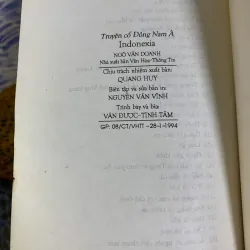 Truyện cổ Đông Nam Á
Indonexia
NGÔ VĂN DOANH
Nhà xuất bản Văn Hóa-Thông Tin
Chịu trách nhiệm xuất bản:
QUANG HUY
Biên tập và sửa bản in:
NGUYỄN VĂN VĨNH
Trình bày và bìa:
VĂN ĐƯỢC-TỊNH TÂM
GP: 08/CT/VHTT -28-1-1994